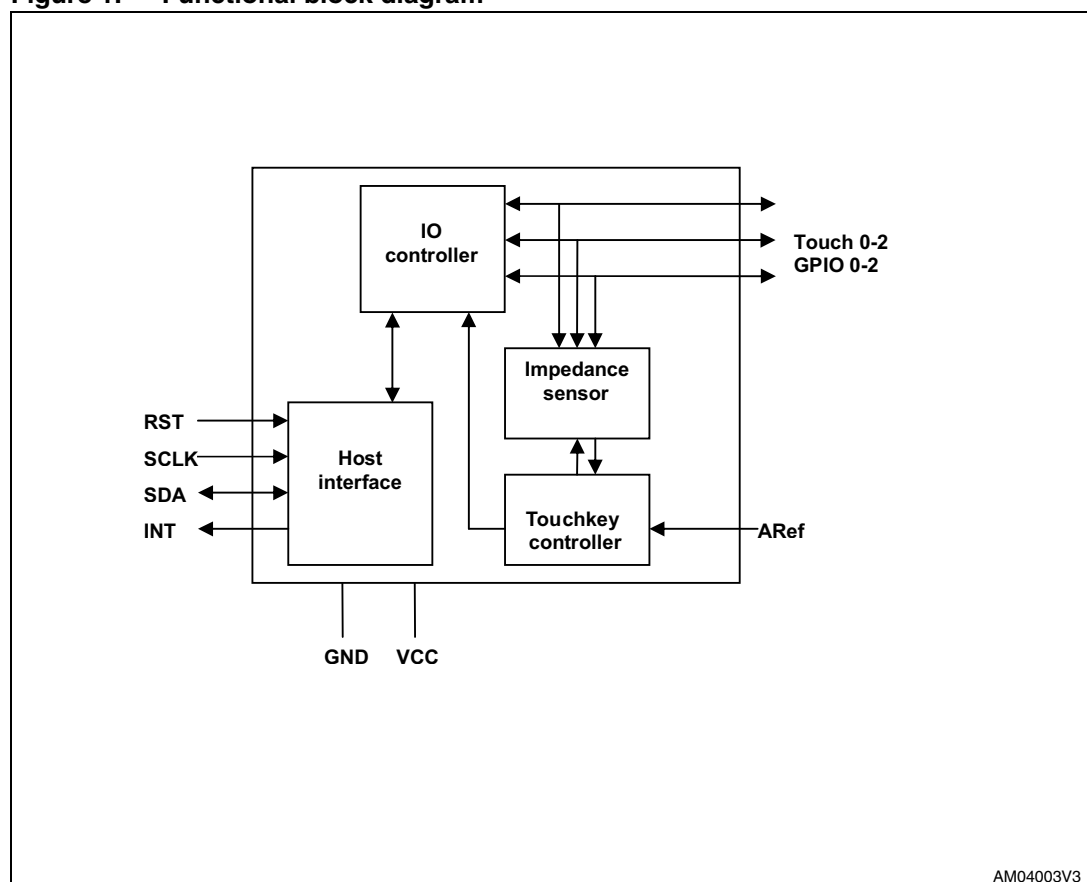 Figure 1. Functional block diagram
IO
controller
Touch 0-2
GPIO 0-2
Impedance
sensor
RST
SCLK
SDA
INT
Host
interface
Touchkey
controller
ARef
GND VCC
AM04003V3